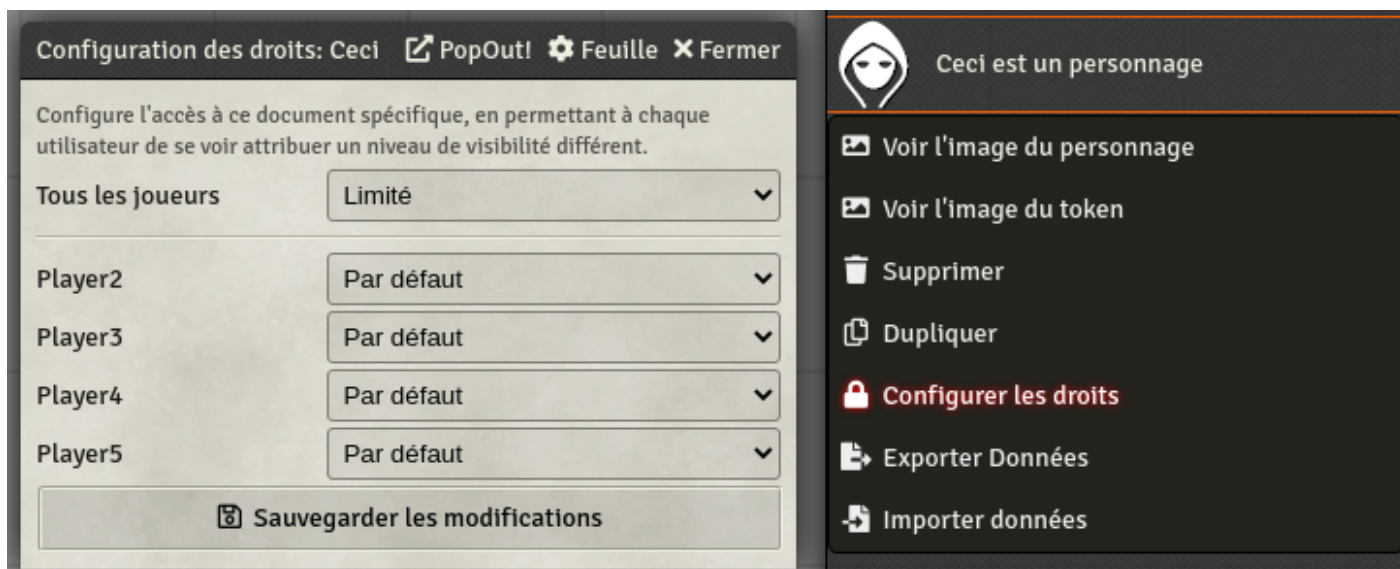 Configuration des droits: Ceci PopOut! Feuille Fermer
Configure l'accès à ce document spécifique, en permettant à chaque
utilisateur de se voir attribuer un niveau de visibilité différent.
Tous les joueurs Limité
Player2 Par défaut
Player3 Par défaut
Player4 Par défaut
Player5 Par défaut
Sauvegarder les modifications
Ceci est un personnage
Voir l'image du personnage
Voir l'image du token
Supprimer
Dupliquer
Configurer les droits
Exporter Données
Importer données